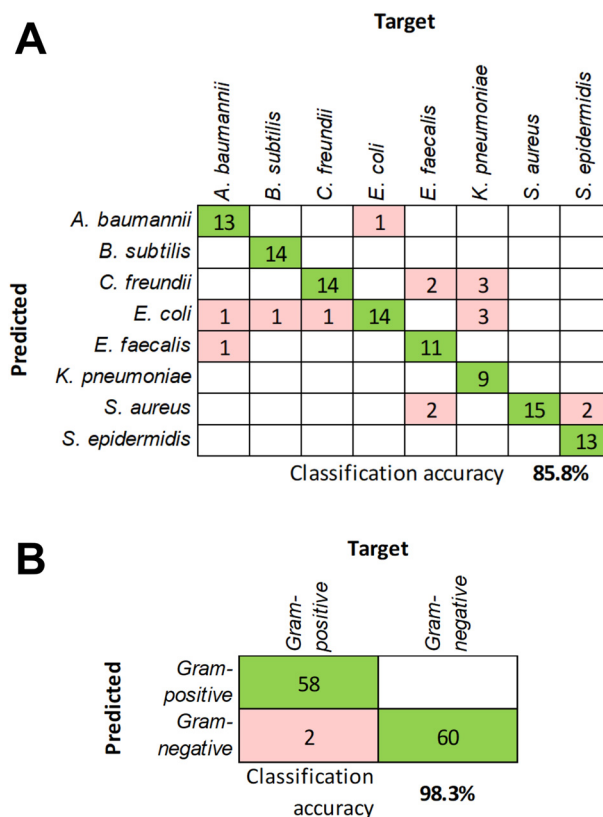 A
Target
A. baumannii
B. subtilis
C. freundii
E. coli
E. faecalis
K. pneumoniae
S. aureus
S. epidermidis
Predicted
A. baumannii 13 1
B. subtilis 14
C. freundii 14 2 3
E. coli 1 1 1 14 3
E. faecalis 1 11
K. pneumoniae 9
S. aureus 2 15 2
S. epidermidis 13
Classification accuracy 85.8%
B
Target
Gram-
positive
Gram-
negative
Predicted
Gram-
positive
58
Gram-
negative
2 60
Classification
accuracy
98.3%